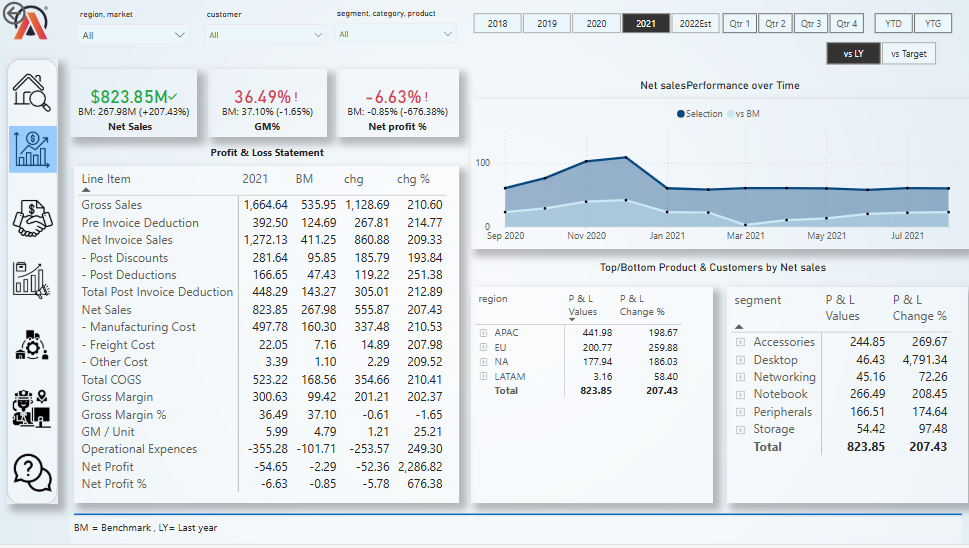 region, market
customer
segment, category, product
All
All
All
2018 2019 2020 2021 2022Est Qtr 1 Qtr 2 Qtr 3 Qtr 4 YTD YTG
vs LY vs Target
$823.85M
BM: 267.98M (+207.43%)
Net Sales
36.49% !
BM: 37.10% (-1.65%)
GM%
-6.63% !
BM: -0.85% (-676.38%)
Net profit %
Net salesPerformance over Time
Selection vs BM
100
0
Sep 2020 Nov 2020 Jan 2021 Mar 2021 May 2021 Jul 2021
Profit & Loss Statement
Line Item 2021 BM chg chg %
Gross Sales 1,664.64 535.95 1,128.69 210.60
Pre Invoice Deduction 392.50 124.69 267.81 214.77
Net Invoice Sales 1,272.13 411.25 860.88 209.33
- Post Discounts 281.64 95.85 185.79 193.84
- Post Deductions 166.65 47.43 119.22 251.38
Total Post Invoice Deduction 448.29 143.27 305.01 212.89
Net Sales 823.85 267.98 555.87 207.43
- Manufacturing Cost 497.78 160.30 337.48 210.53
- Freight Cost 22.05 7.16 14.89 207.98
- Other Cost 3.39 1.10 2.29 209.52
Total COGS 523.22 168.56 354.66 210.41
Gross Margin 300.63 99.42 201.21 202.37
Gross Margin % 36.49 37.10 -0.61 -1.65
GM / Unit 5.99 4.79 1.21 25.21
Operational Expences -355.28 -101.71 -253.57 249.30
Net Profit -54.65 -2.29 -52.36 2,286.82
Net Profit % -6.63 -0.85 -5.78 676.38
Top/Bottom Product & Customers by Net sales
region P & L Values P & L Change %
APAC 441.98 198.67
EU 200.77 259.88
NA 177.94 186.03
LATAM 3.16 58.40
Total 823.85 207.43
segment P & L Values P & L Change %
Accessories 244.85 269.67
Desktop 46.43 4,791.34
Networking 45.16 72.26
Notebook 266.49 208.45
Peripherals 166.51 174.64
Storage 54.42 97.48
Total 823.85 207.43
BM = Benchmark , LY= Last year